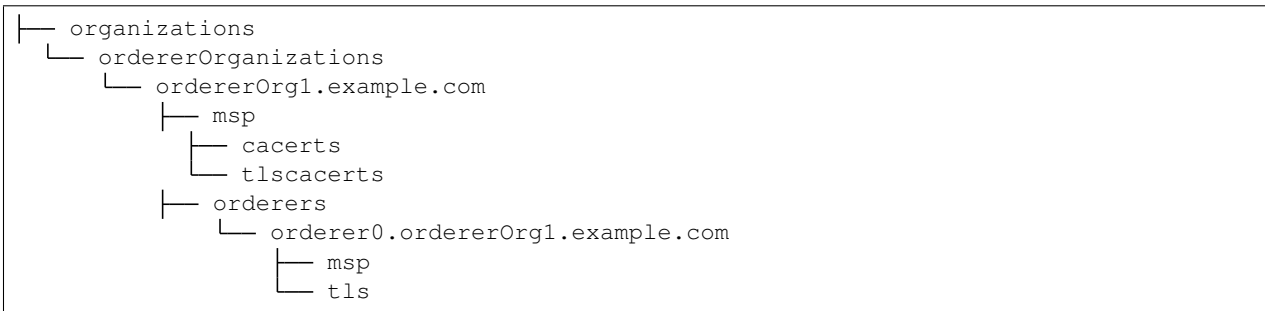 ├── organizations
  └── ordererOrganizations
      └── ordererOrg1.example.com
          ├── msp
            ├── cacerts
            └── tlscacerts
          ├── orderers
              └── orderer0.ordererOrg1.example.com
                  ├── msp
                  └── tls